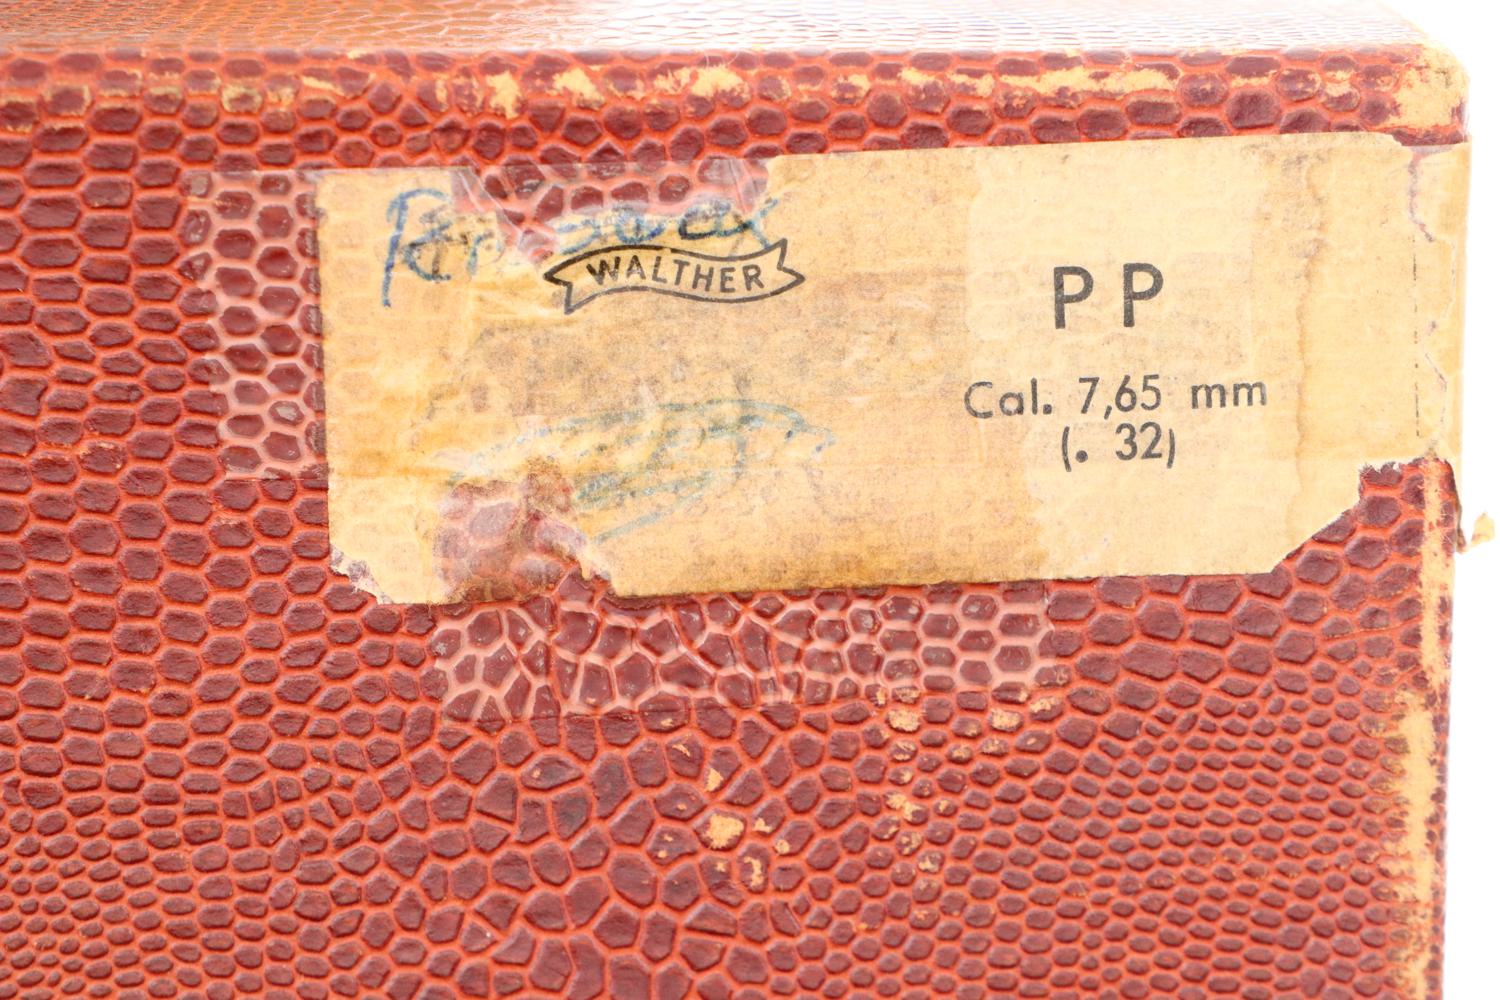 WALTHER
PP
Cal. 7,65 mm
(. 32)